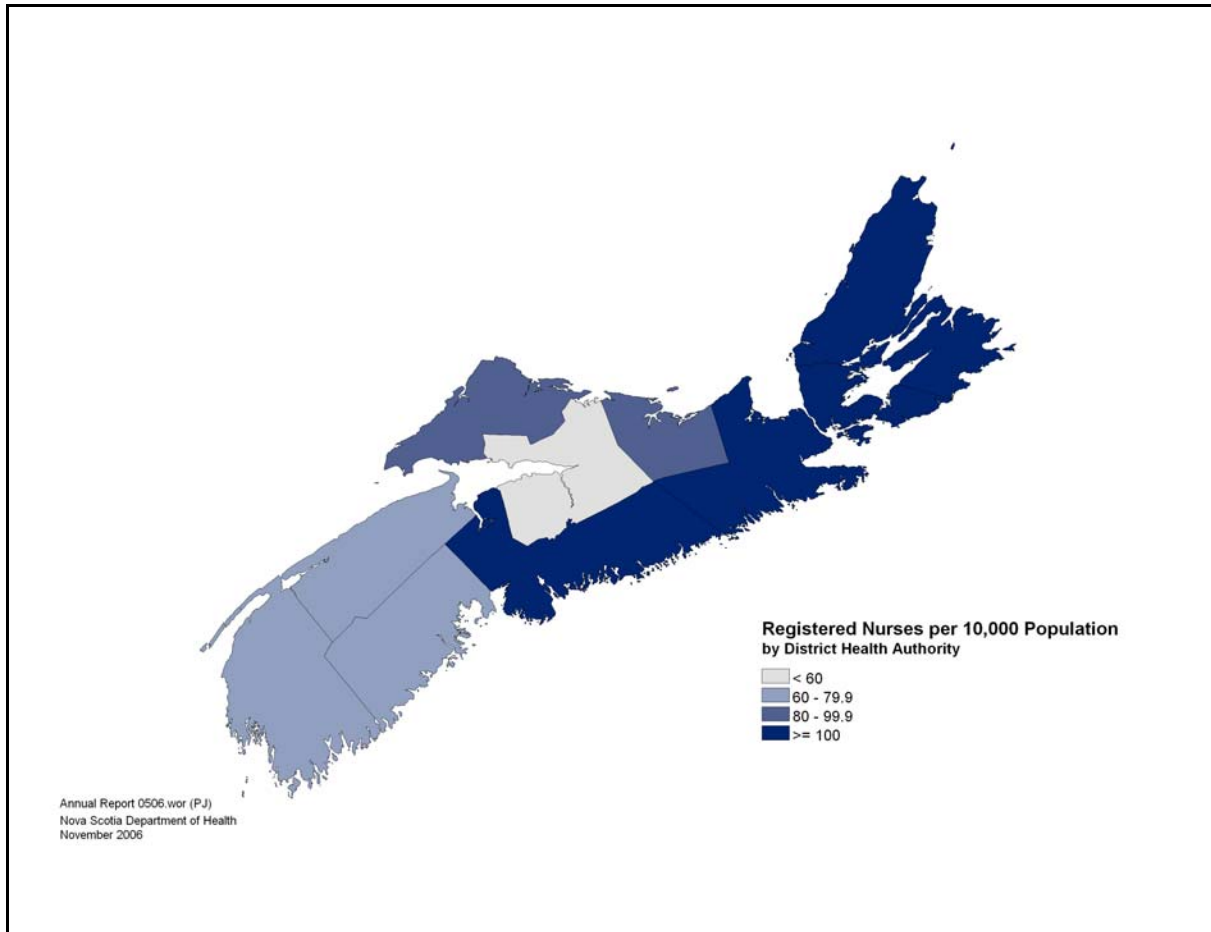 Registered Nurses per 10,000 Population
by District Health Authority
< 60
60 - 79.9
80 - 99.9
>= 100
Annual Report 0506.wor (PJ)
Nova Scotia Department of Health
November 2006